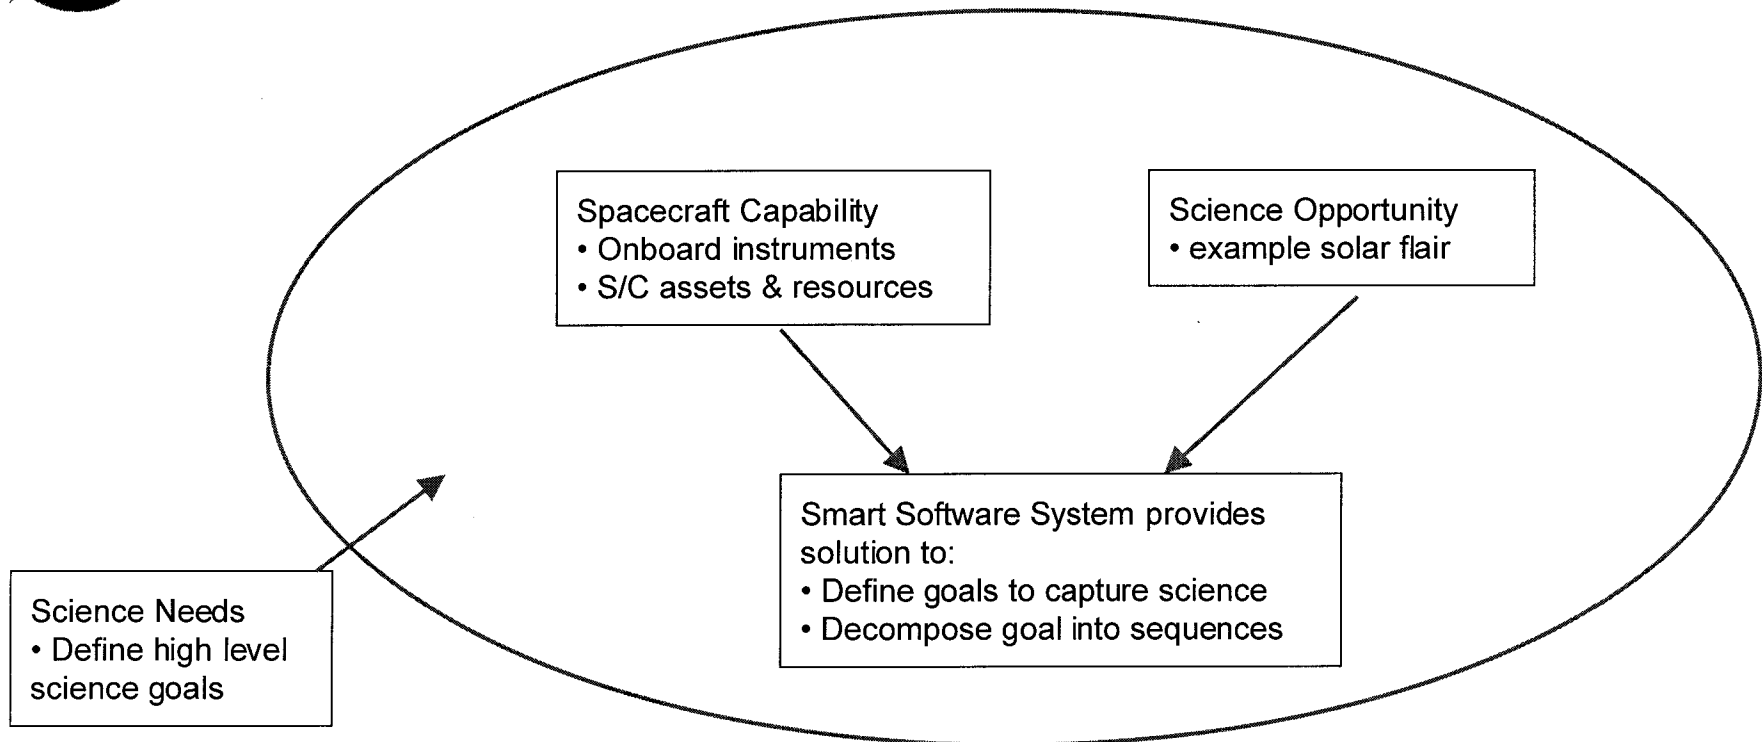 Spacecraft Capability
• Onboard instruments
• S/C assets & resources
Science Opportunity
• example solar flair
Smart Software System provides
solution to:
• Define goals to capture science
• Decompose goal into sequences
Science Needs
• Define high level
science goals